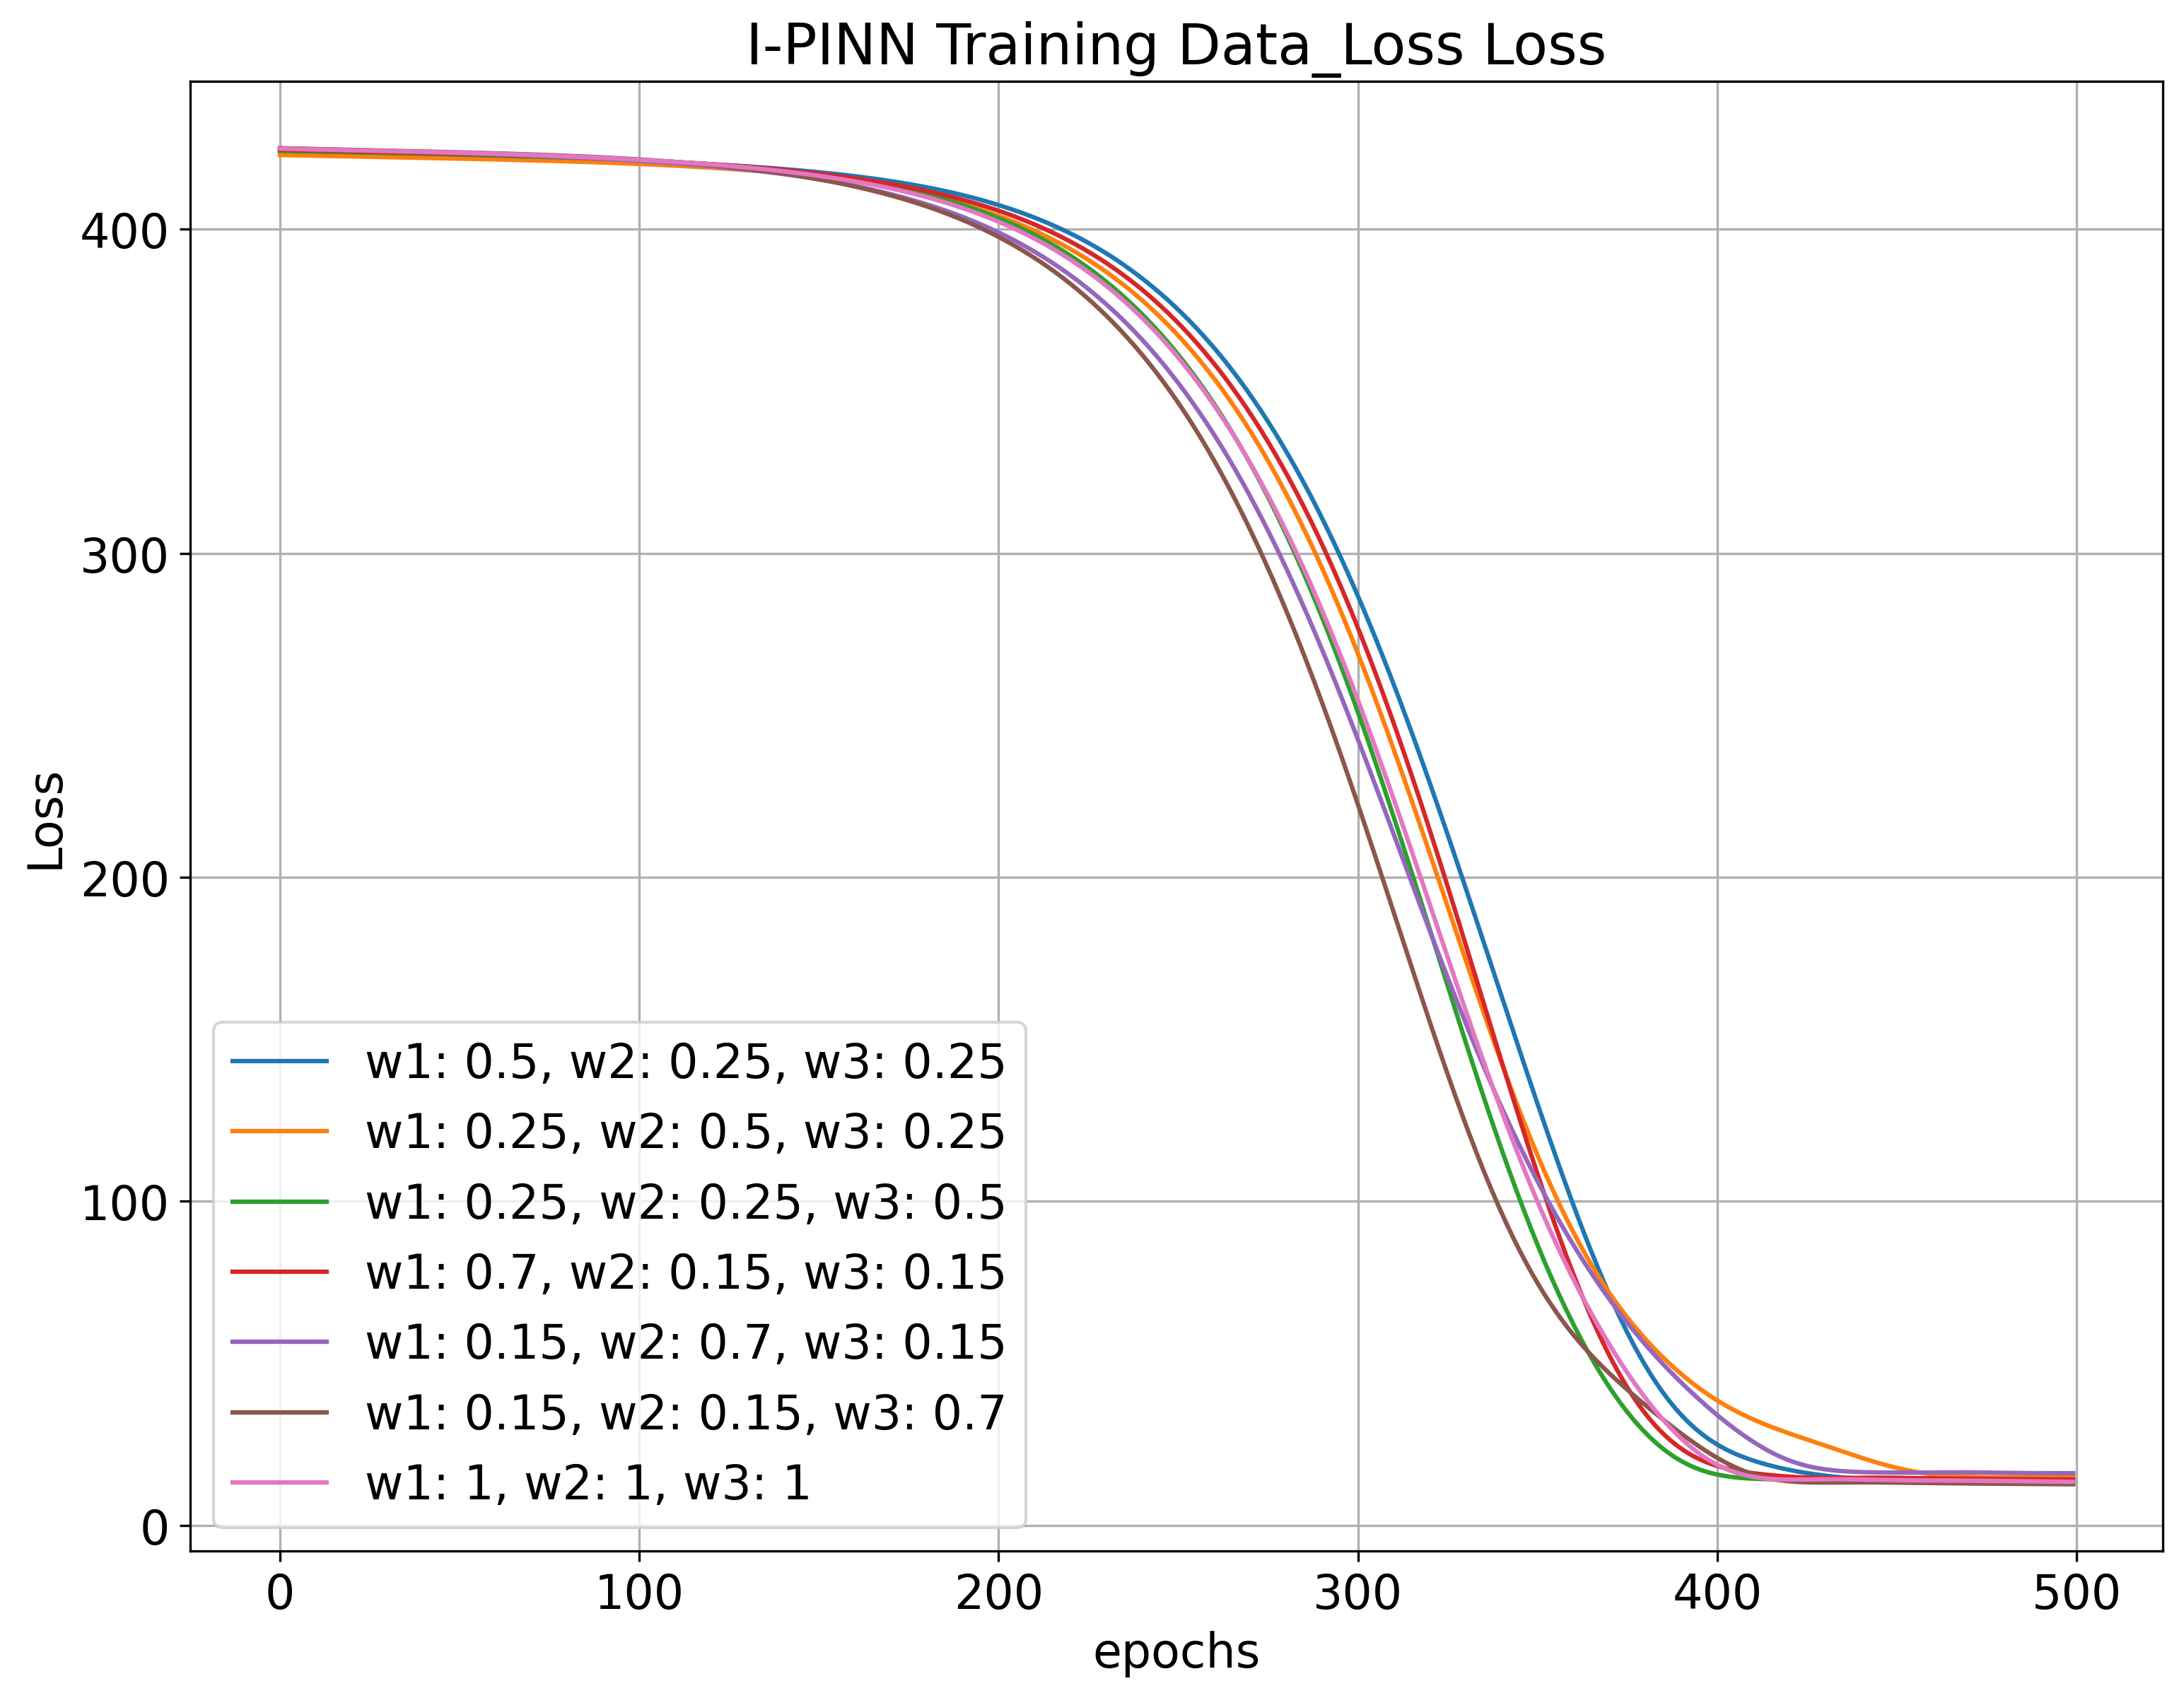 I-PINN Training Data_Loss Loss
400
300
200
100
0
Loss
w1: 0.5, w2: 0.25, w3: 0.25
w1: 0.25, w2: 0.5, w3: 0.25
w1: 0.25, w2: 0.25, w3: 0.5
w1: 0.7, w2: 0.15, w3: 0.15
w1: 0.15, w2: 0.7, w3: 0.15
w1: 0.15, w2: 0.15, w3: 0.7
w1: 1, w2: 1, w3: 1
0 100 200 300 400 500
epochs